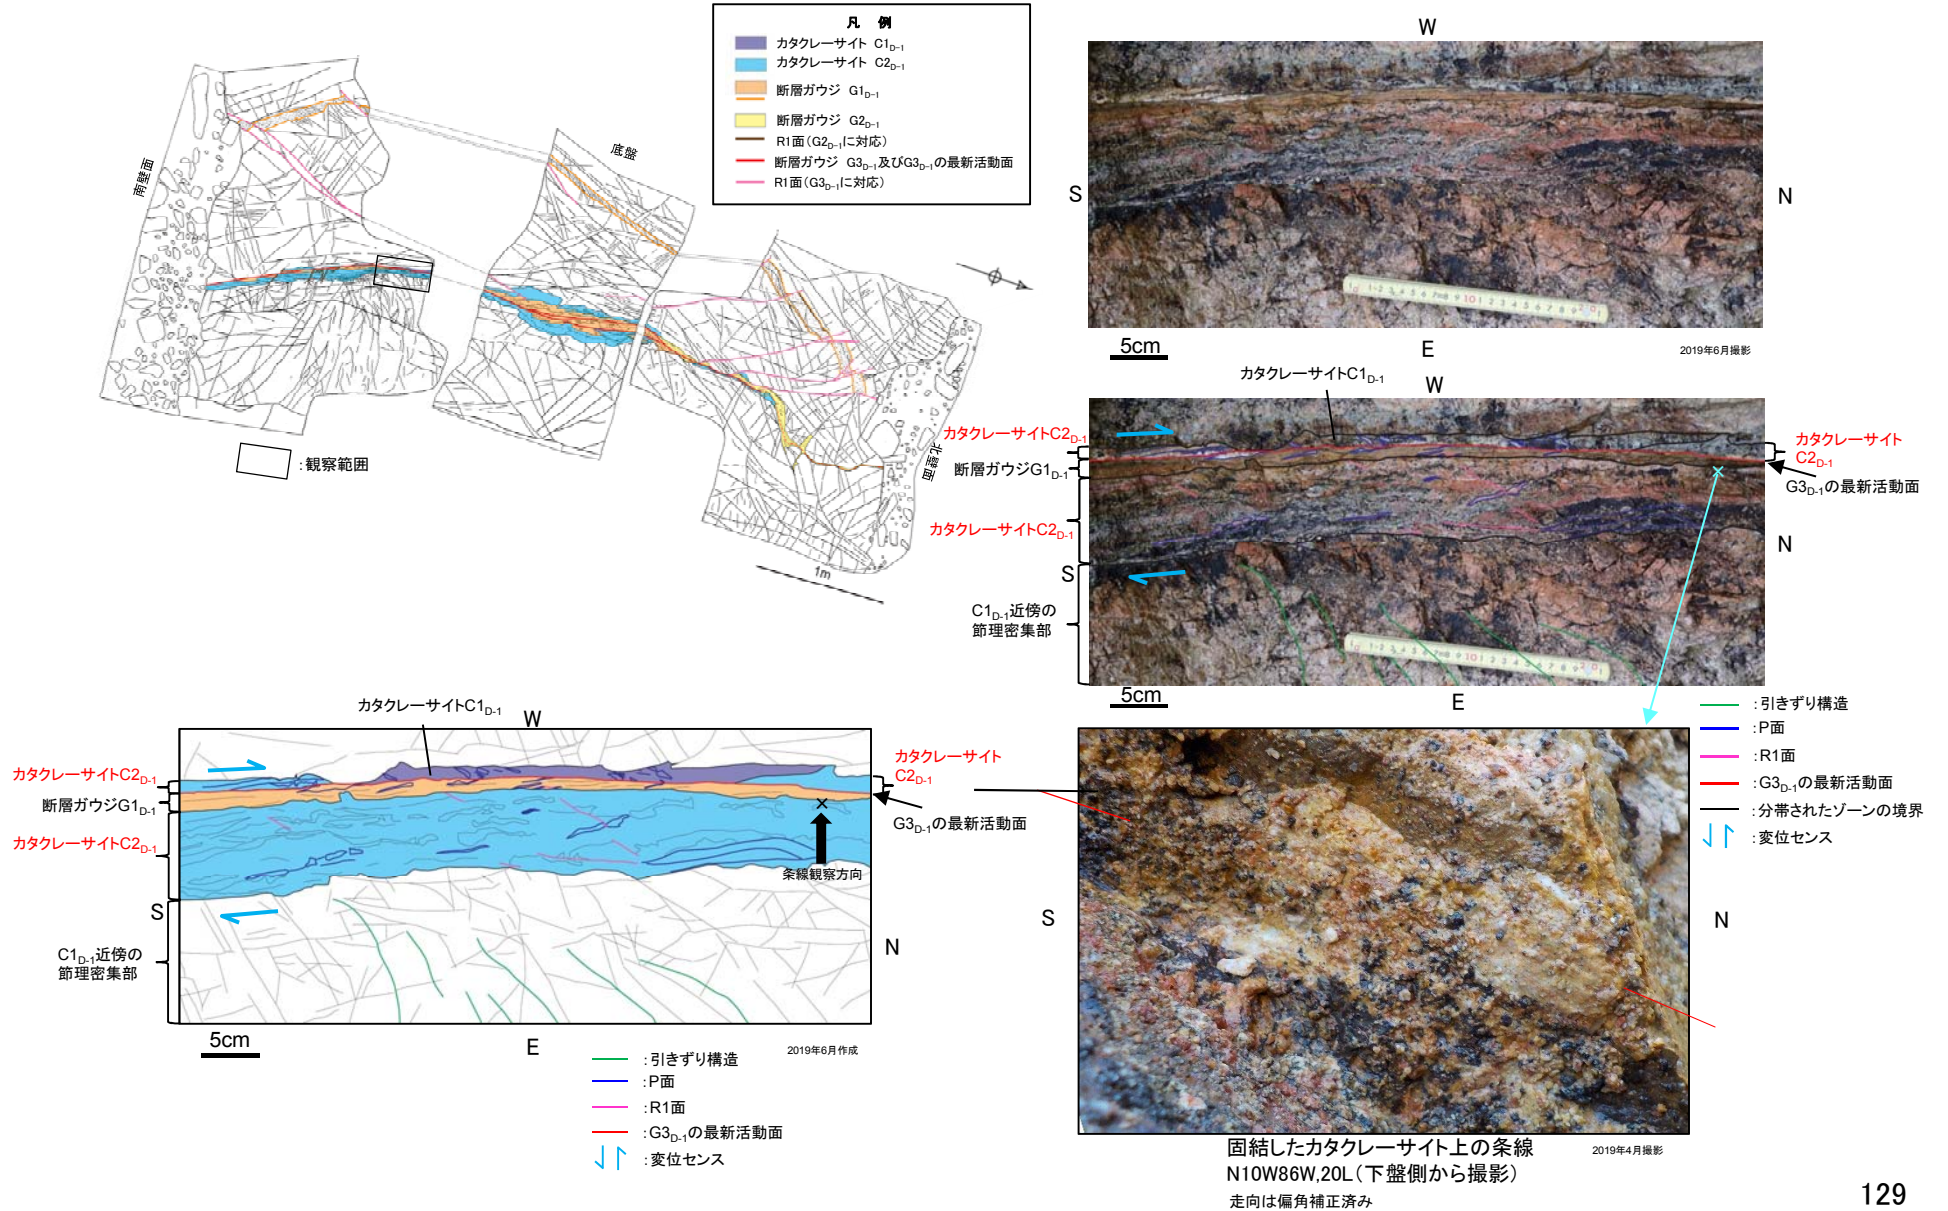 凡 例
カタクレーサイト C1D-1
カタクレーサイト C2D-1
断層ガウジ G1D-1
断層ガウジ G2D-1
R1面(G2D-1に対応)
断層ガウジ G3D-1及びG3D-1の最新活動面
R1面(G3D-1に対応)
南壁面
底盤
北壁面
1m
:観察範囲
W
S
N
5cm
E
2019年6月撮影
カタクレーサイトC1D-1
W
カタクレーサイトC2D-1
断層ガウジG1D-1
カタクレーサイトC2D-1
S
C1D-1近傍の
節理密集部
カタクレーサイト
C2D-1
G3D-1の最新活動面
N
5cm
E
:引きずり構造
:P面
:R1面
:G3D-1の最新活動面
:分帯されたゾーンの境界
:変位センス
カタクレーサイトC1D-1
W
カタクレーサイトC2D-1
断層ガウジG1D-1
カタクレーサイトC2D-1
S
C1D-1近傍の
節理密集部
カタクレーサイト
C2D-1
G3D-1の最新活動面
条線観察方向
N
5cm
E
2019年6月作成
:引きずり構造
:P面
:R1面
:G3D-1の最新活動面
:変位センス
S
N
固結したカタクレーサイト上の条線
2019年4月撮影
N10W86W,20L(下盤側から撮影)
走向は偏角補正済み
129